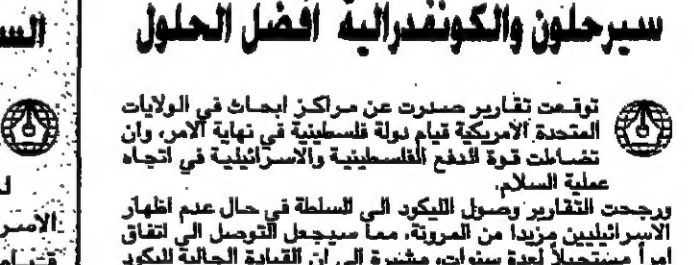 سيرحلون والكونفدرالية افضل الحلول
توقعت تقارير صدرت عن مراكز ابحاث في الولايات
المتحدة الامريكية قيام دولة فلسطينية في نهاية الامر، وان
تضاءلت قوة الدفع الفلسطينية والاسرائيلية في اتجاه
عملية السلام.
ورجحت التقارير وصول الليكود الى السلطة في حال عدم اظهار
الاسرائيليين مزيدا من المرونة، مما سيجعل التوصل الى اتفاق
امرا مستحيلا لعدة سنوات، مشيرة الى ان القيادة الحالية لليكود